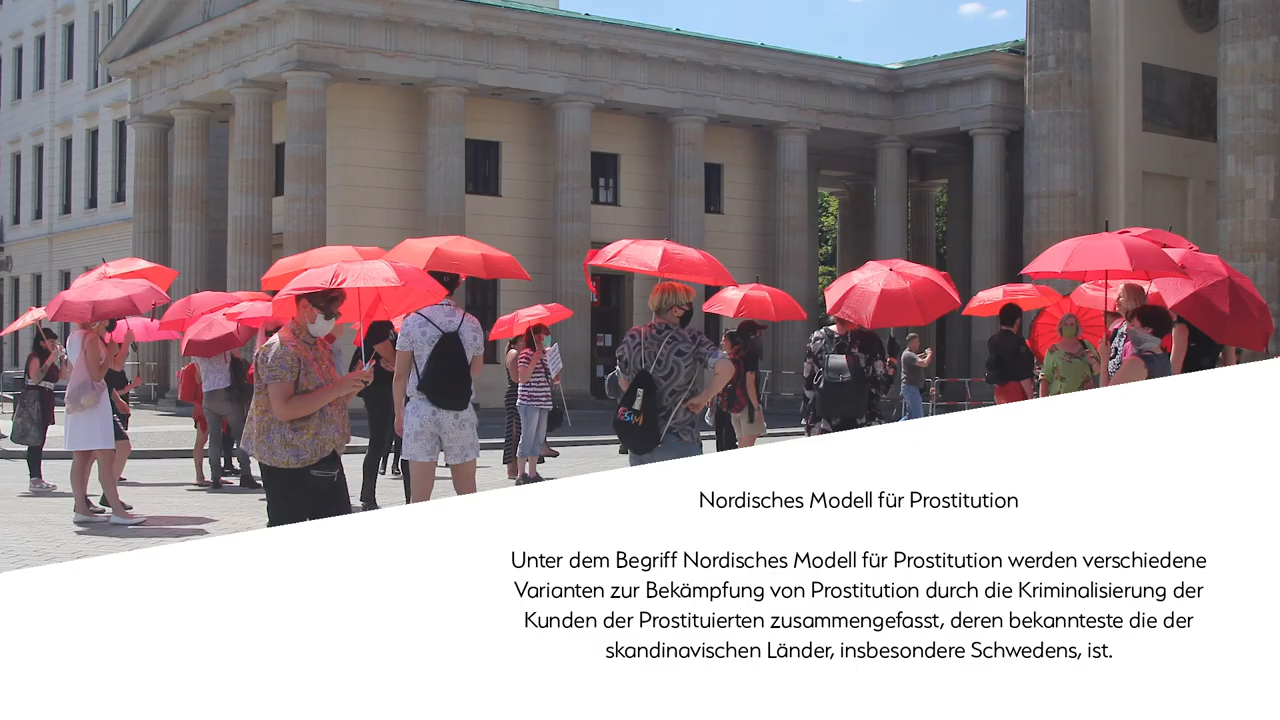 Nordisches Modell für Prostitution
Unter dem Begriff Nordisches Modell für Prostitution werden verschiedene
Varianten zur Bekämpfung von Prostitution durch die Kriminalisierung der
Kunden der Prostituierten zusammengefasst, deren bekannteste die der
skandinavischen Länder, insbesondere Schwedens, ist.